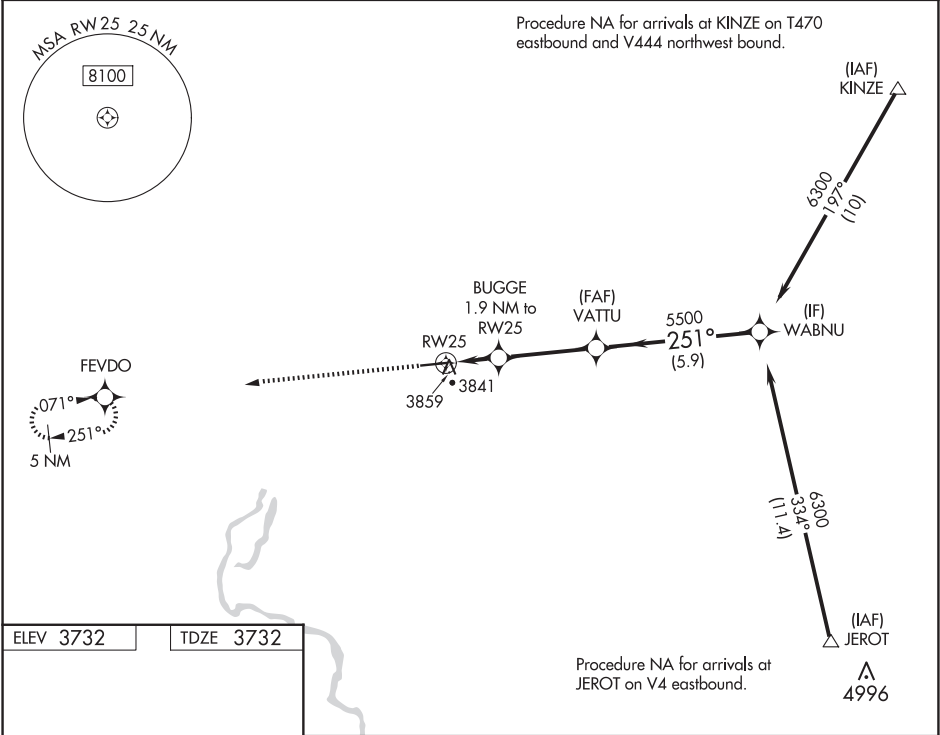 MSA RW25 25 NM
8100
Procedure NA for arrivals at KINZE on T470
eastbound and V444 northwest bound.
(IAF)
KINZE
6300
197°
(10)
BUGGE
1.9 NM to
RW25
(FAF)
VATTU
5500
251°
(5.9)
(IF)
WABNU
RW25
3841
3859
FEVDO
071°
251°
5 NM
6300
334°
(11.4)
(IAF)
JEROT
4996
Procedure NA for arrivals at
JEROT on V4 eastbound.
ELEV 3732
TDZE 3732